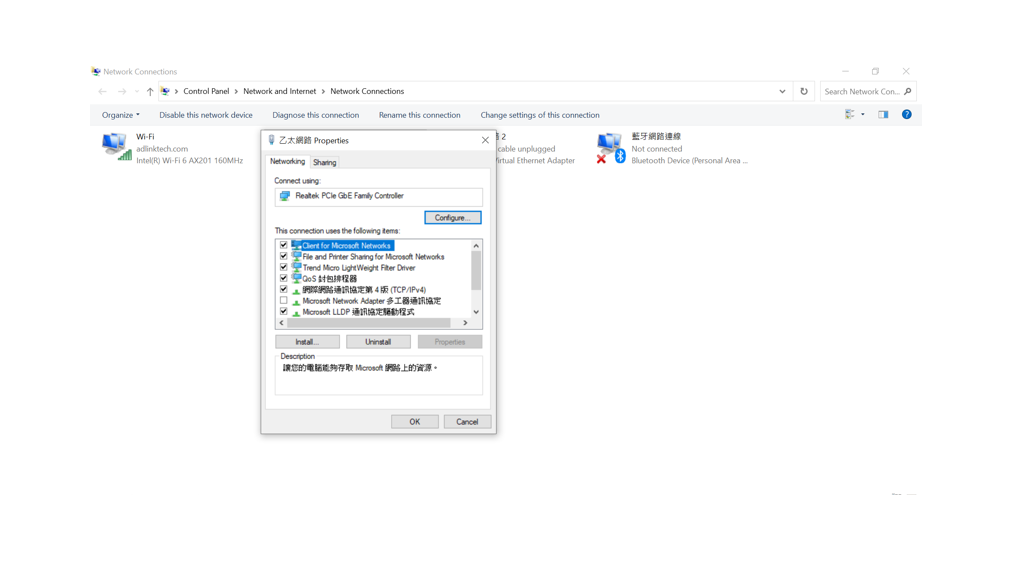 Network Connections
Control Panel > Network and Internet > Network Connections
Search Network Con...
Organize
Disable this network device
Diagnose this connection
Rename this connection
Change settings of this connection
Wi-Fi
adlinktech.com
Intel(R) Wi-Fi 6 AX201 160MHz
乙太網路 Properties
Networking
Sharing
Connect using:
Realtek PCIe GbE Family Controller
Configure...
This connection uses the following items:
Client for Microsoft Networks
File and Printer Sharing for Microsoft Networks
Trend Micro LightWeight Filter Driver
QoS 封包排程器
網際網路通訊協定第 4 版 (TCP/IPv4)
Microsoft Network Adapter 多工器通訊協定
Microsoft LLDP 通訊協定驅動程式
Install...
Uninstall
Properties
Description
讓您的電腦能夠存取 Microsoft 網路上的資源。
OK
Cancel
2
cable unplugged
Virtual Ethernet Adapter
藍牙網路連線
Not connected
Bluetooth Device (Personal Area ...